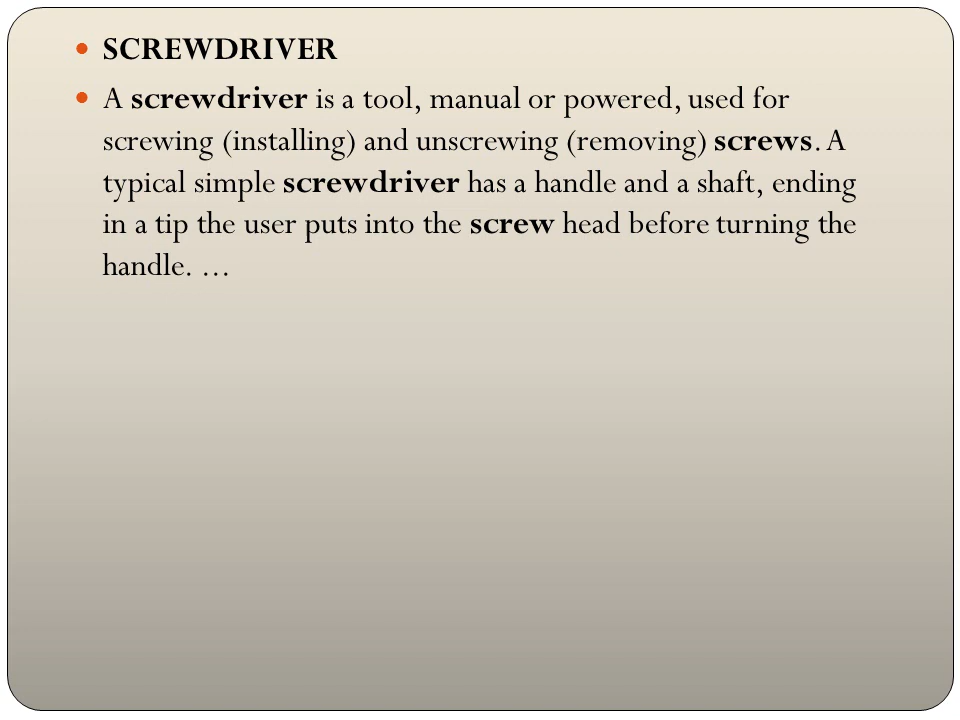 SCREWDRIVER
A screwdriver is a tool, manual or powered, used for
screwing (installing) and unscrewing (removing) screws. A
typical simple screwdriver has a handle and a shaft, ending
in a tip the user puts into the screw head before turning the
handle. ...